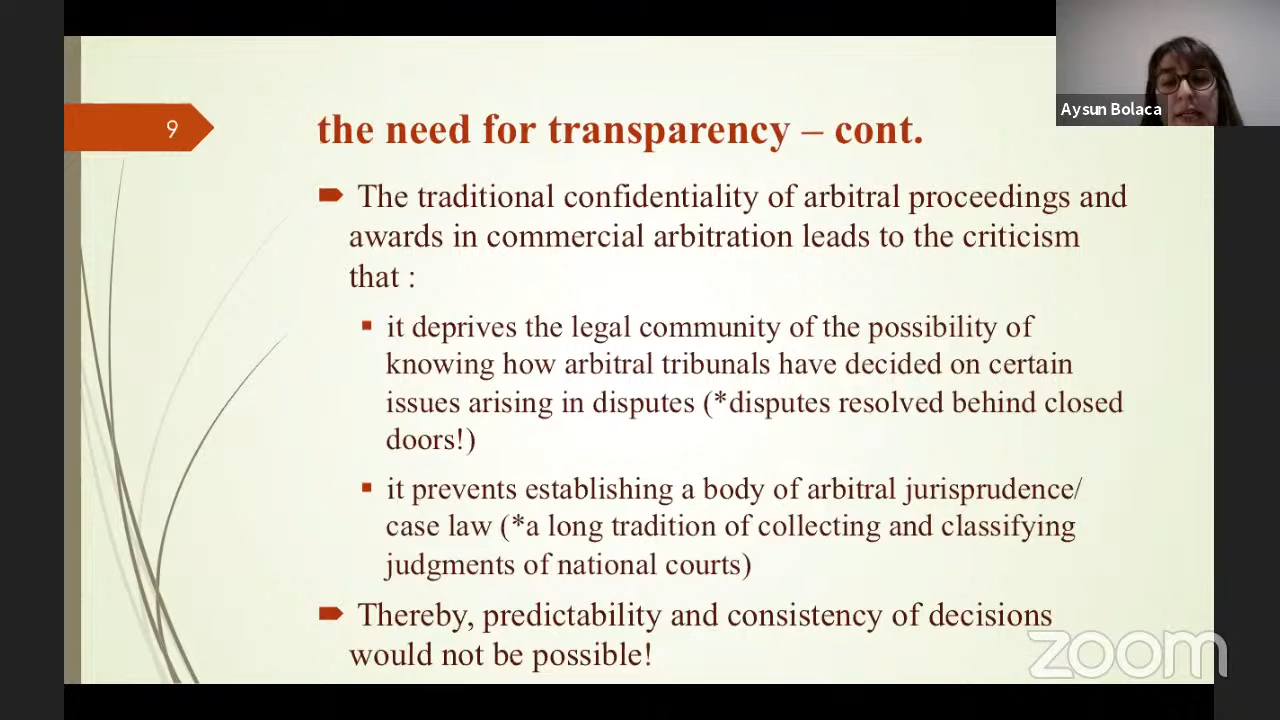 9
the need for transparency – cont.
Aysun Bolaca
The traditional confidentiality of arbitral proceedings and
awards in commercial arbitration leads to the criticism
that :
it deprives the legal community of the possibility of
knowing how arbitral tribunals have decided on certain
issues arising in disputes (*disputes resolved behind closed
doors!)
it prevents establishing a body of arbitral jurisprudence/
case law (*a long tradition of collecting and classifying
judgments of national courts)
Thereby, predictability and consistency of decisions
would not be possible!
zoom